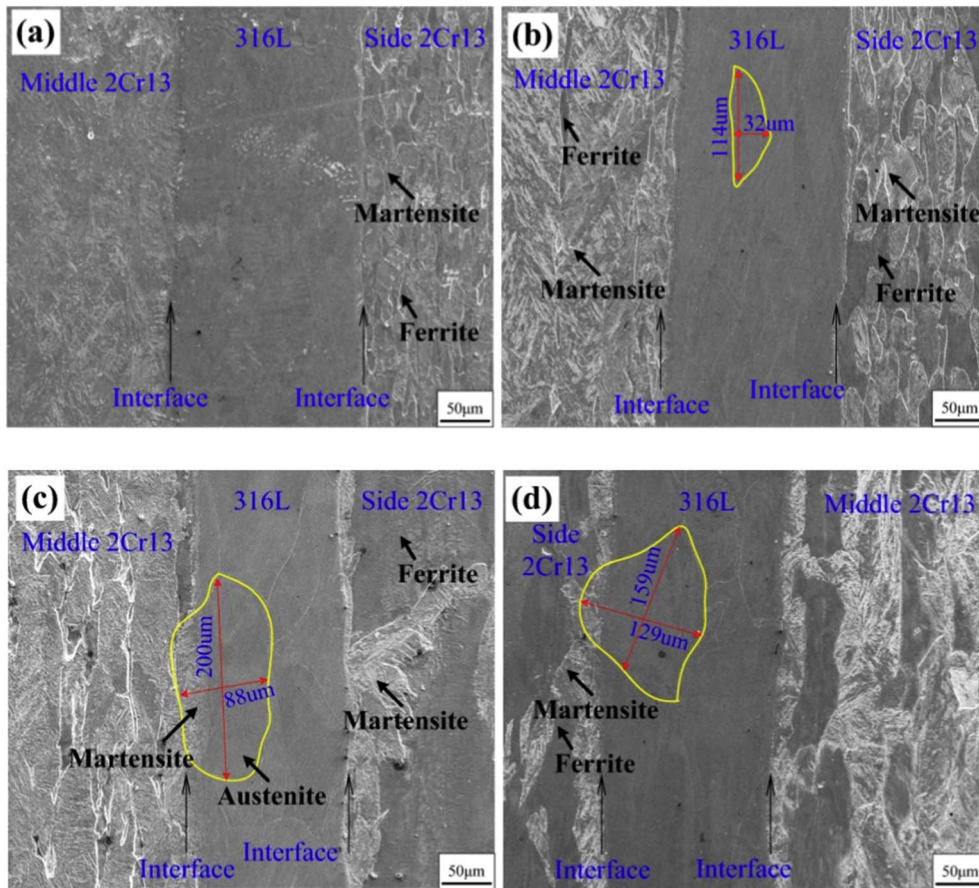 (a)
316L
Side 2Cr13
Middle 2Cr13
Martensite
Ferrite
Interface
Interface
50μm
(b)
316L
Side 2Cr13
Middle 2Cr13
114um
32um
Ferrite
Martensite
Martensite
Ferrite
Interface
Interface
50μm
(c)
316L
Side 2Cr13
Middle 2Cr13
Ferrite
200um
88um
Martensite
Martensite
Austenite
Interface
Interface
50μm
(d)
316L
Middle 2Cr13
Side
2Cr13
159um
129um
Martensite
Ferrite
Interface
Interface
50μm